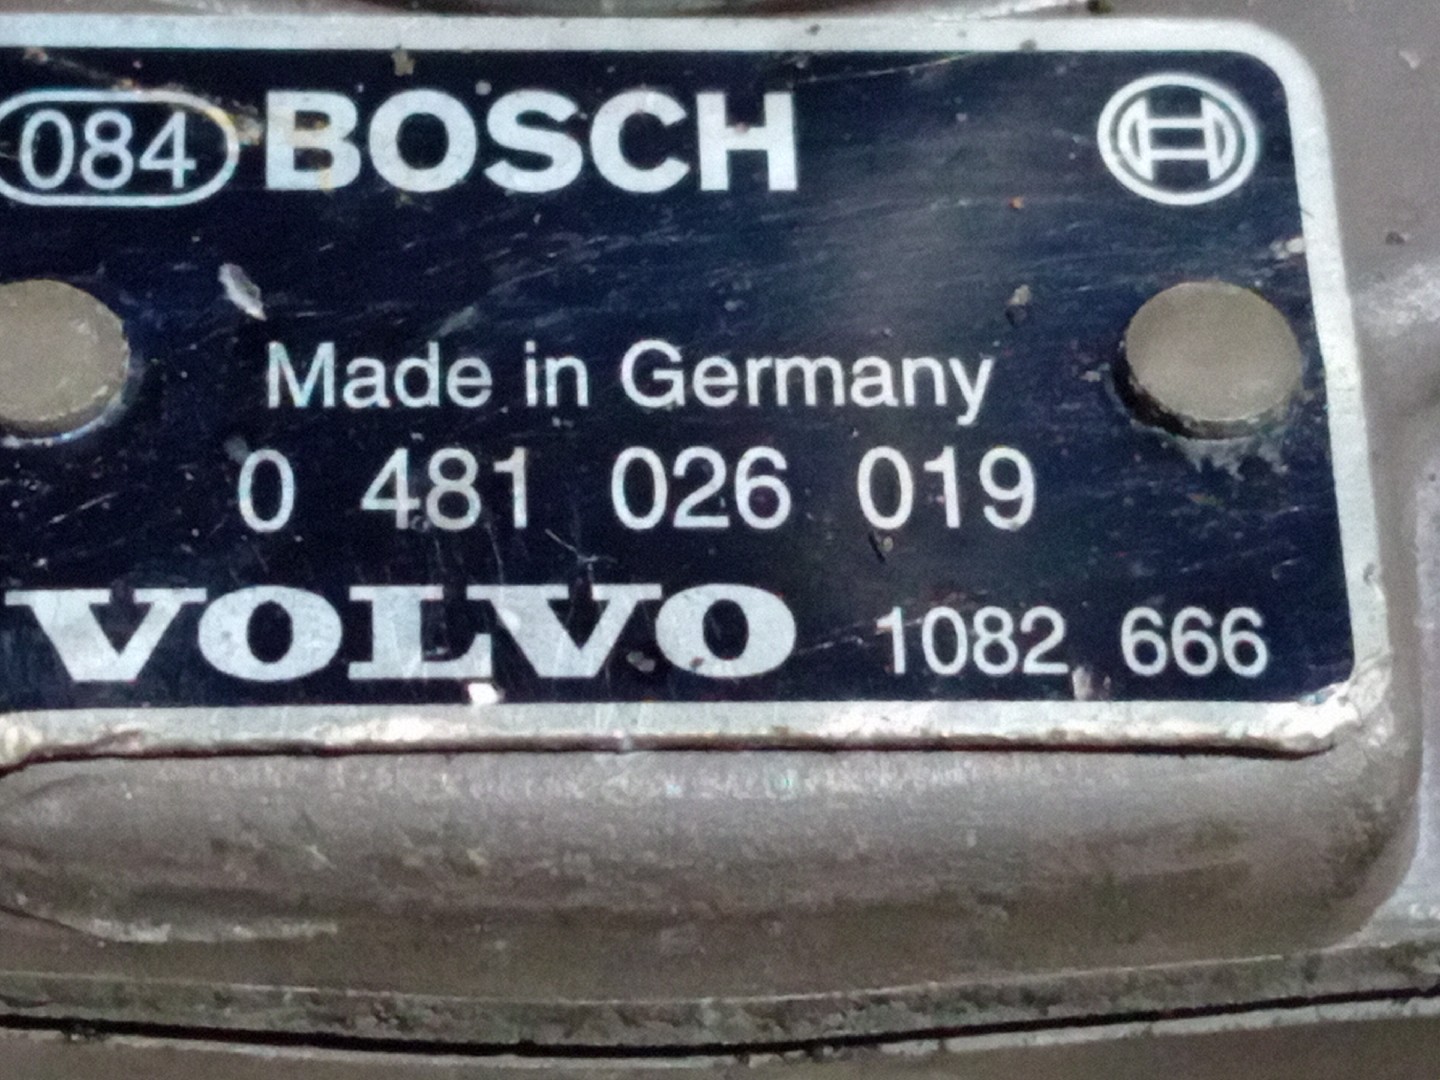 084 BOSCH
Made in Germany
0 481 026 019
VOLVO 1082 666